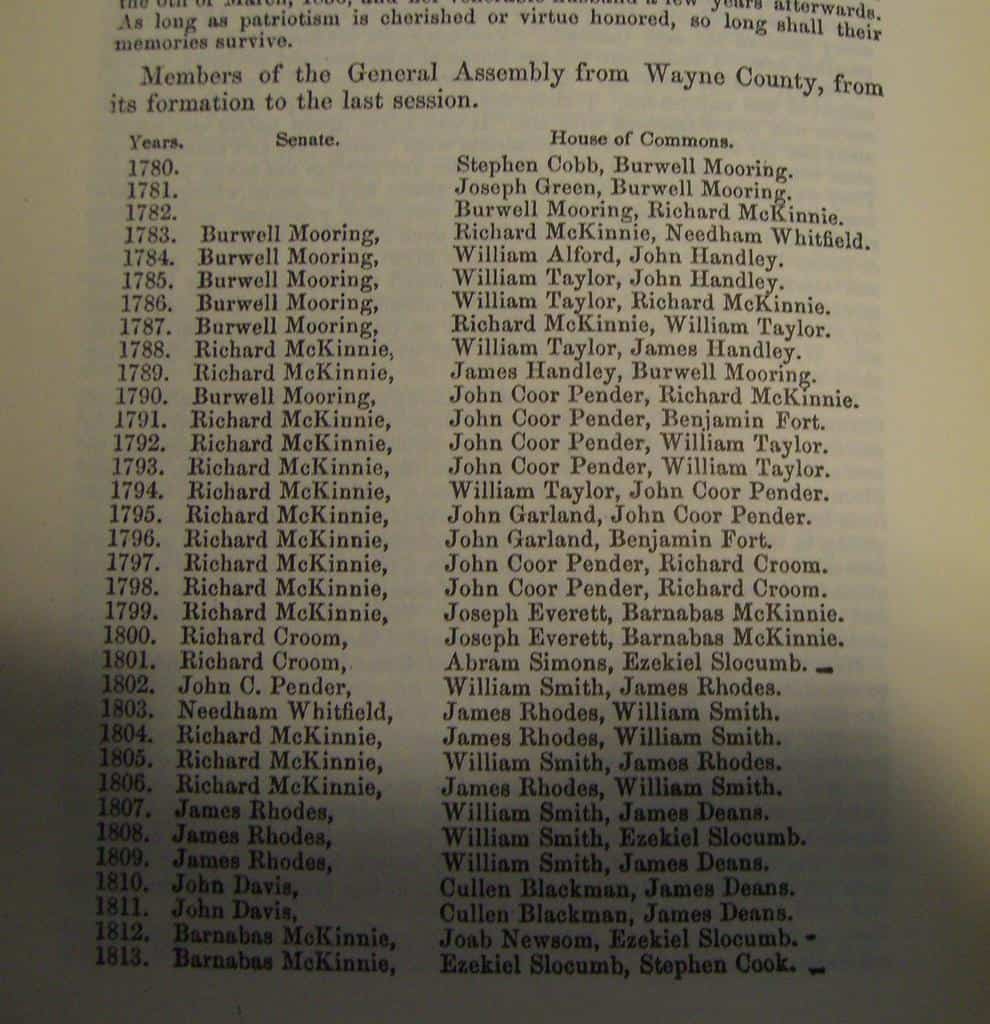 the 6th of March, 1836, and her venerable husband a few years afterwards.
As long as patriotism is cherished or virtue honored, so long shall their
memories survive.
Members of the General Assembly from Wayne County, from
its formation to the last session.
Years. Senate. House of Commons.
1780. Stephen Cobb, Burwell Mooring.
1781. Joseph Green, Burwell Mooring.
1782. Burwell Mooring, Richard McKinnie.
1783. Burwell Mooring, Richard McKinnie, Needham Whitfield.
1784. Burwell Mooring, William Alford, John Handley.
1785. Burwell Mooring, William Taylor, John Handley.
1786. Burwell Mooring, William Taylor, Richard McKinnie.
1787. Burwell Mooring, Richard McKinnie, William Taylor.
1788. Richard McKinnie, William Taylor, James Handley.
1789. Richard McKinnie, James Handley, Burwell Mooring.
1790. Burwell Mooring, John Coor Pender, Richard McKinnie.
1791. Richard McKinnie, John Coor Pender, Benjamin Fort.
1792. Richard McKinnie, John Coor Pender, William Taylor.
1793. Richard McKinnie, John Coor Pender, William Taylor.
1794. Richard McKinnie, William Taylor, John Coor Pender.
1795. Richard McKinnie, John Garland, John Coor Pender.
1796. Richard McKinnie, John Garland, Benjamin Fort.
1797. Richard McKinnie, John Coor Pender, Richard Croom.
1798. Richard McKinnie, John Coor Pender, Richard Croom.
1799. Richard McKinnie, Joseph Everett, Barnabas McKinnie.
1800. Richard Croom, Joseph Everett, Barnabas McKinnie.
1801. Richard Croom, Abram Simons, Ezekiel Slocumb.
1802. John C. Pender, William Smith, James Rhodes.
1803. Needham Whitfield, James Rhodes, William Smith.
1804. Richard McKinnie, James Rhodes, William Smith.
1805. Richard McKinnie, William Smith, James Rhodes.
1806. Richard McKinnie, James Rhodes, William Smith.
1807. James Rhodes, William Smith, James Deans.
1808. James Rhodes, William Smith, Ezekiel Slocumb.
1809. James Rhodes, William Smith, James Deans.
1810. John Davis, Cullen Blackman, James Deans.
1811. John Davis, Cullen Blackman, James Deans.
1812. Barnabas McKinnie, Joab Newsom, Ezekiel Slocumb.
1813. Barnabas McKinnie, Ezekiel Slocumb, Stephen Cook.